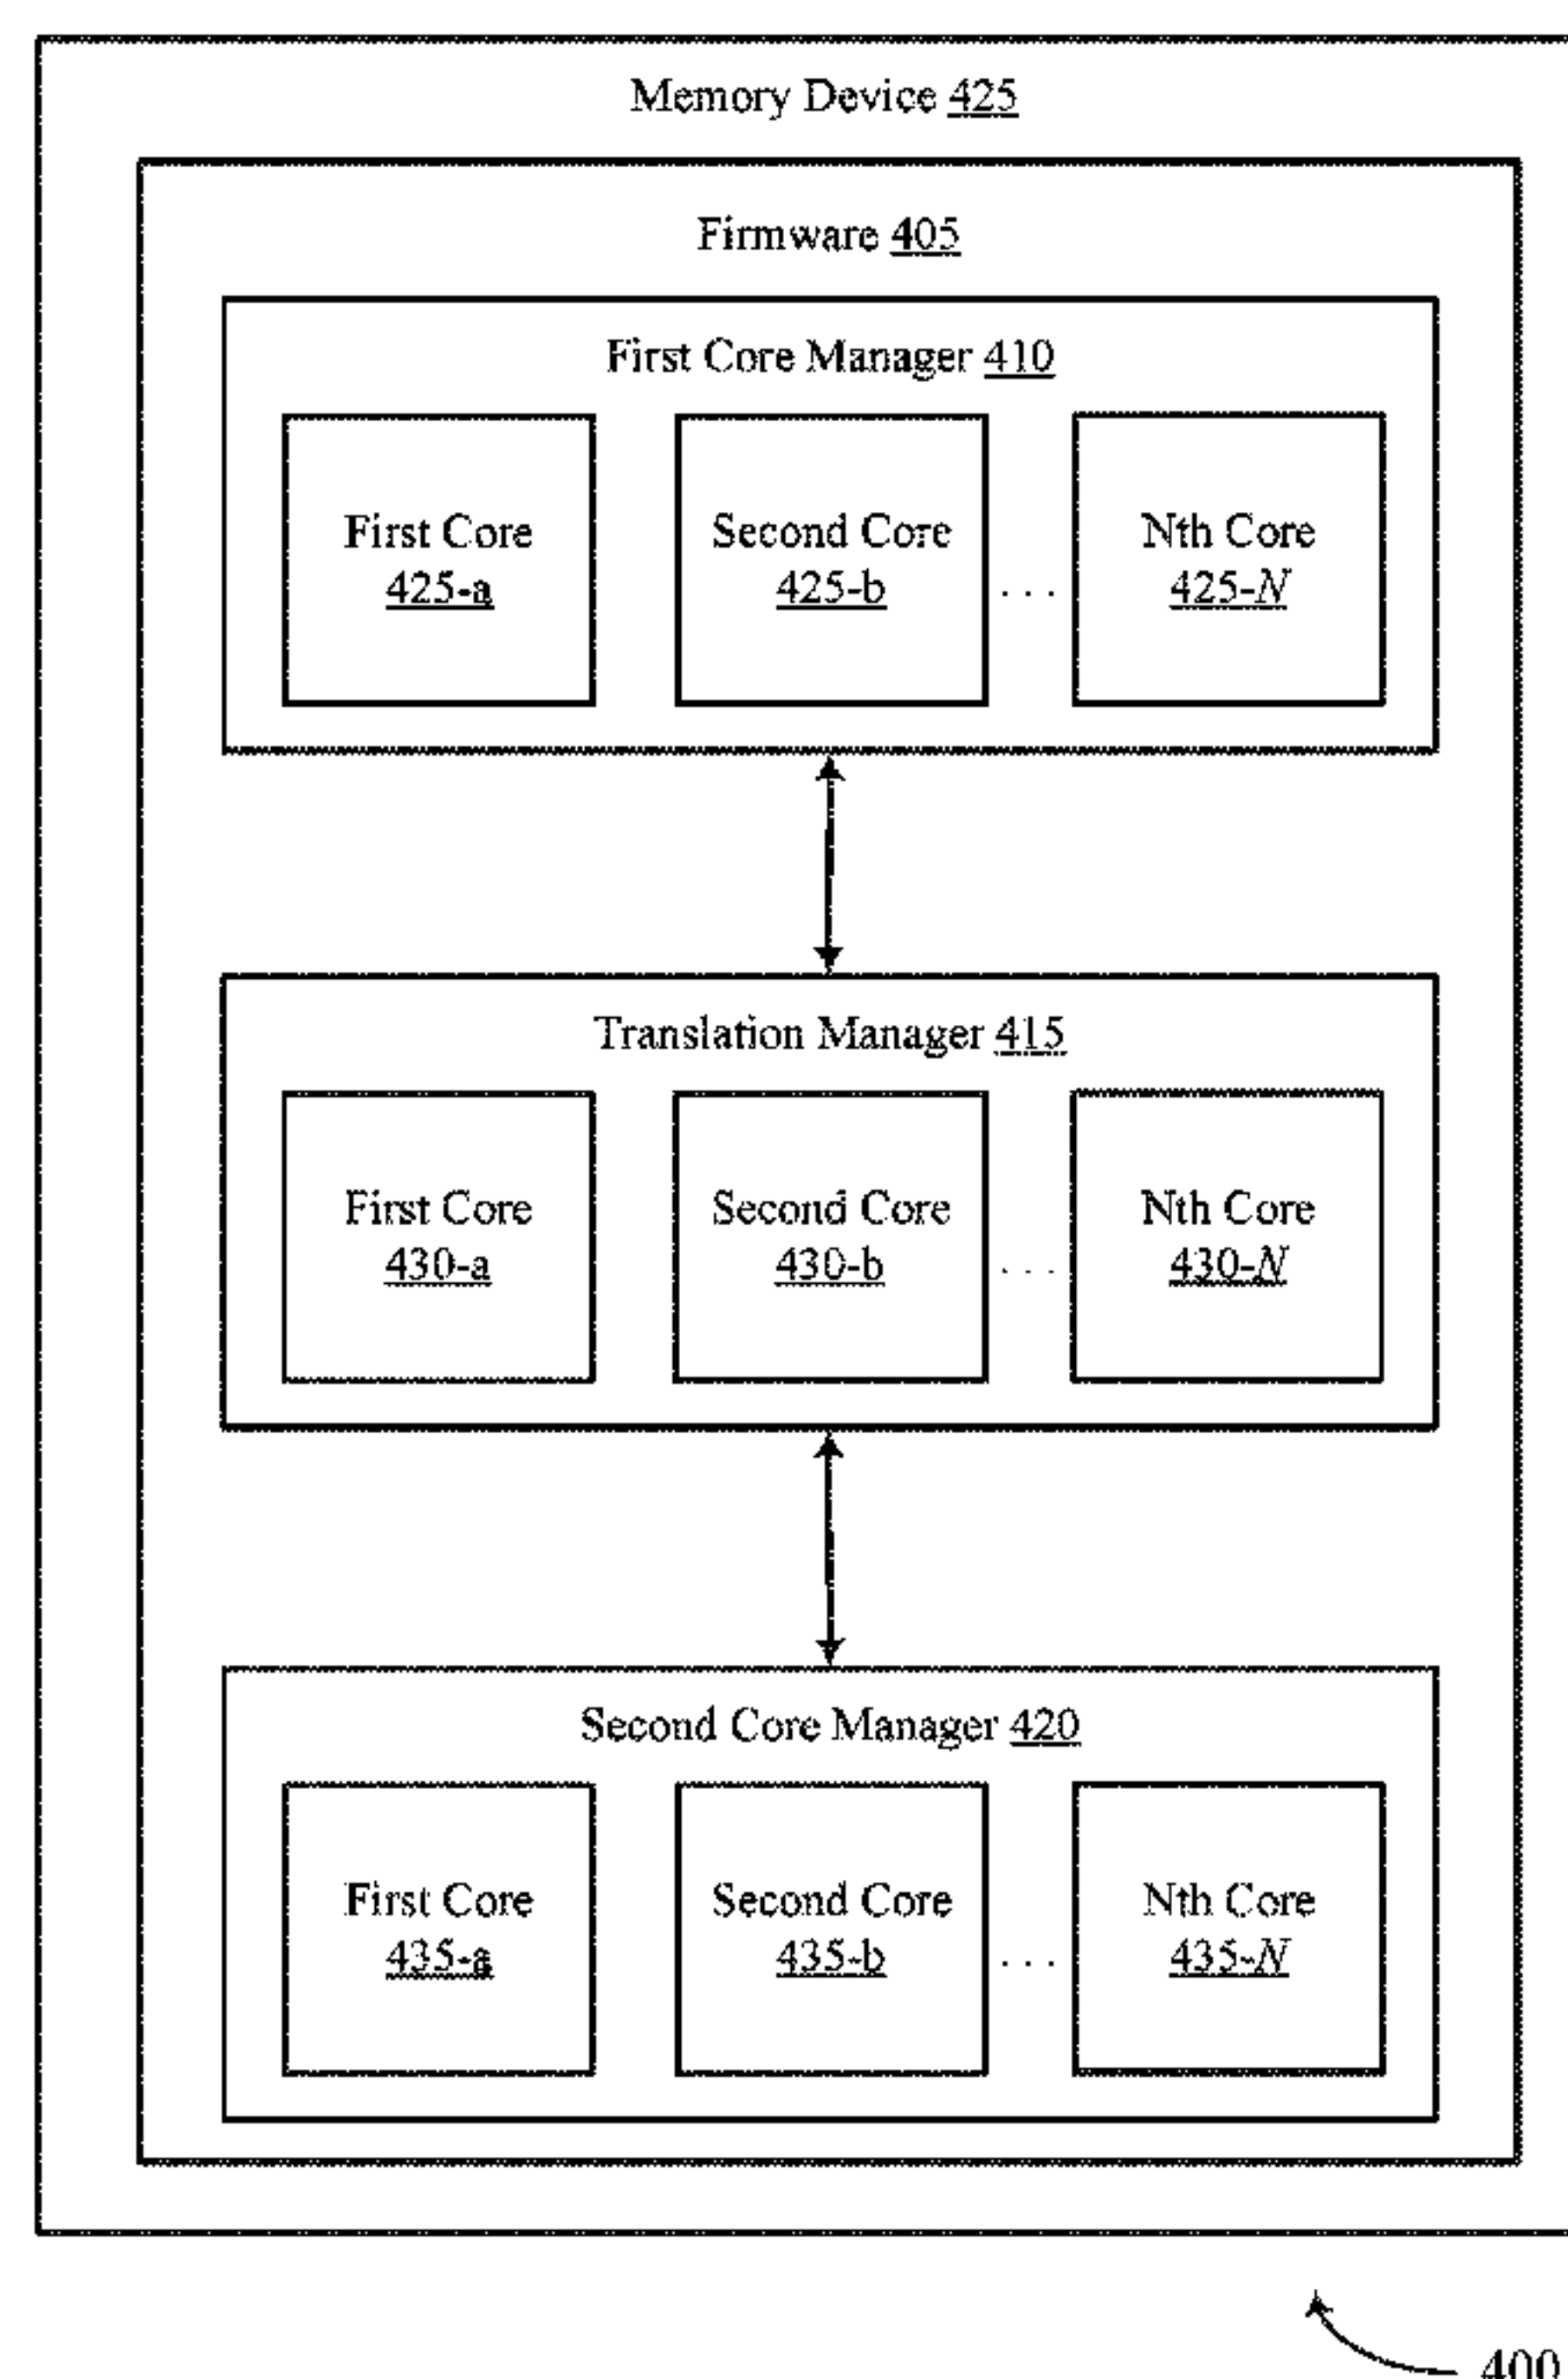 Memory Device 425
Firmware 405
First Core Manager 410
First Core
425-a
Second Core
425-b
. . .
Nth Core
425-N
Translation Manager 415
First Core
430-a
Second Core
430-b
. . .
Nth Core
430-N
Second Core Manager 420
First Core
435-a
Second Core
435-b
. . .
Nth Core
435-N
400